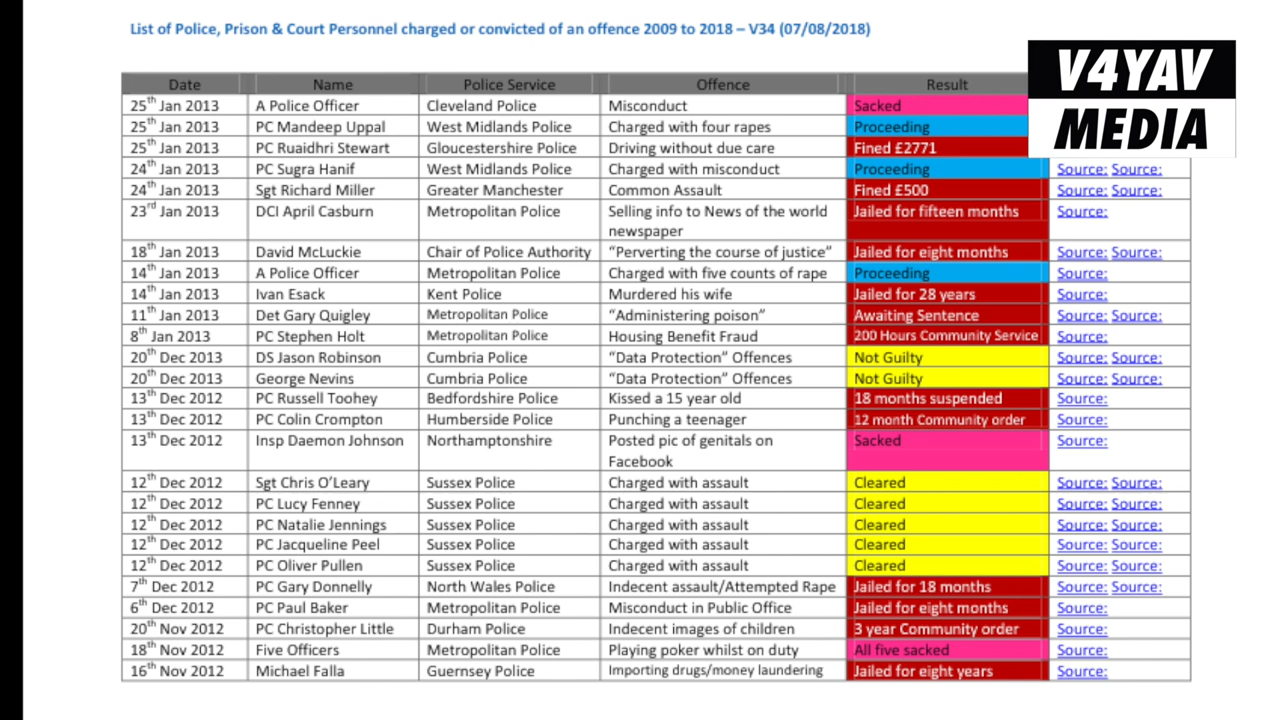 List of Police, Prison & Court Personnel charged or convicted of an offence 2009 to 2018 – V34 (07/08/2018)
V4YAV
MEDIA
Date Name Police Service Offence Result
25th Jan 2013 A Police Officer Cleveland Police Misconduct Sacked
25th Jan 2013 PC Mandeep Uppal West Midlands Police Charged with four rapes Proceeding
25th Jan 2013 PC Ruaidhri Stewart Gloucestershire Police Driving without due care Fined £2771
24th Jan 2013 PC Sugra Hanif West Midlands Police Charged with misconduct Proceeding Source: Source:
24th Jan 2013 Sgt Richard Miller Greater Manchester Common Assault Fined £500 Source: Source:
23rd Jan 2013 DCI April Casburn Metropolitan Police Selling info to News of the world Jailed for fifteen months Source:
newspaper
18th Jan 2013 David McLuckie Chair of Police Authority “Perverting the course of justice” Jailed for eight months Source: Source:
14th Jan 2013 A Police Officer Metropolitan Police Charged with five counts of rape Proceeding Source:
14th Jan 2013 Ivan Esack Kent Police Murdered his wife Jailed for 28 years Source:
11th Jan 2013 Det Gary Quigley Metropolitan Police “Administering poison” Awaiting Sentence Source: Source:
8th Jan 2013 PC Stephen Holt Metropolitan Police Housing Benefit Fraud 200 Hours Community Service Source:
20th Dec 2013 DS Jason Robinson Cumbria Police “Data Protection” Offences Not Guilty Source: Source:
20th Dec 2013 George Nevins Cumbria Police “Data Protection” Offences Not Guilty Source: Source:
13th Dec 2012 PC Russell Toohey Bedfordshire Police Kissed a 15 year old 18 months suspended Source:
13th Dec 2012 PC Colin Crompton Humberside Police Punching a teenager 12 month Community order Source:
13th Dec 2012 Insp Daemon Johnson Northamptonshire Posted pic of genitals on Sacked Source:
Facebook
12th Dec 2012 Sgt Chris O’Leary Sussex Police Charged with assault Cleared Source: Source:
12th Dec 2012 PC Lucy Fenney Sussex Police Charged with assault Cleared Source: Source:
12th Dec 2012 PC Natalie Jennings Sussex Police Charged with assault Cleared Source: Source:
12th Dec 2012 PC Jacqueline Peel Sussex Police Charged with assault Cleared Source: Source:
12th Dec 2012 PC Oliver Pullen Sussex Police Charged with assault Cleared Source: Source:
7th Dec 2012 PC Gary Donnelly North Wales Police Indecent assault/Attempted Rape Jailed for 18 months Source: Source:
6th Dec 2012 PC Paul Baker Metropolitan Police Misconduct in Public Office Jailed for eight months Source:
20th Nov 2012 PC Christopher Little Durham Police Indecent images of children 3 year Community order Source:
18th Nov 2012 Five Officers Metropolitan Police Playing poker whilst on duty All five sacked Source:
16th Nov 2012 Michael Falla Guernsey Police Importing drugs/money laundering Jailed for eight years Source: